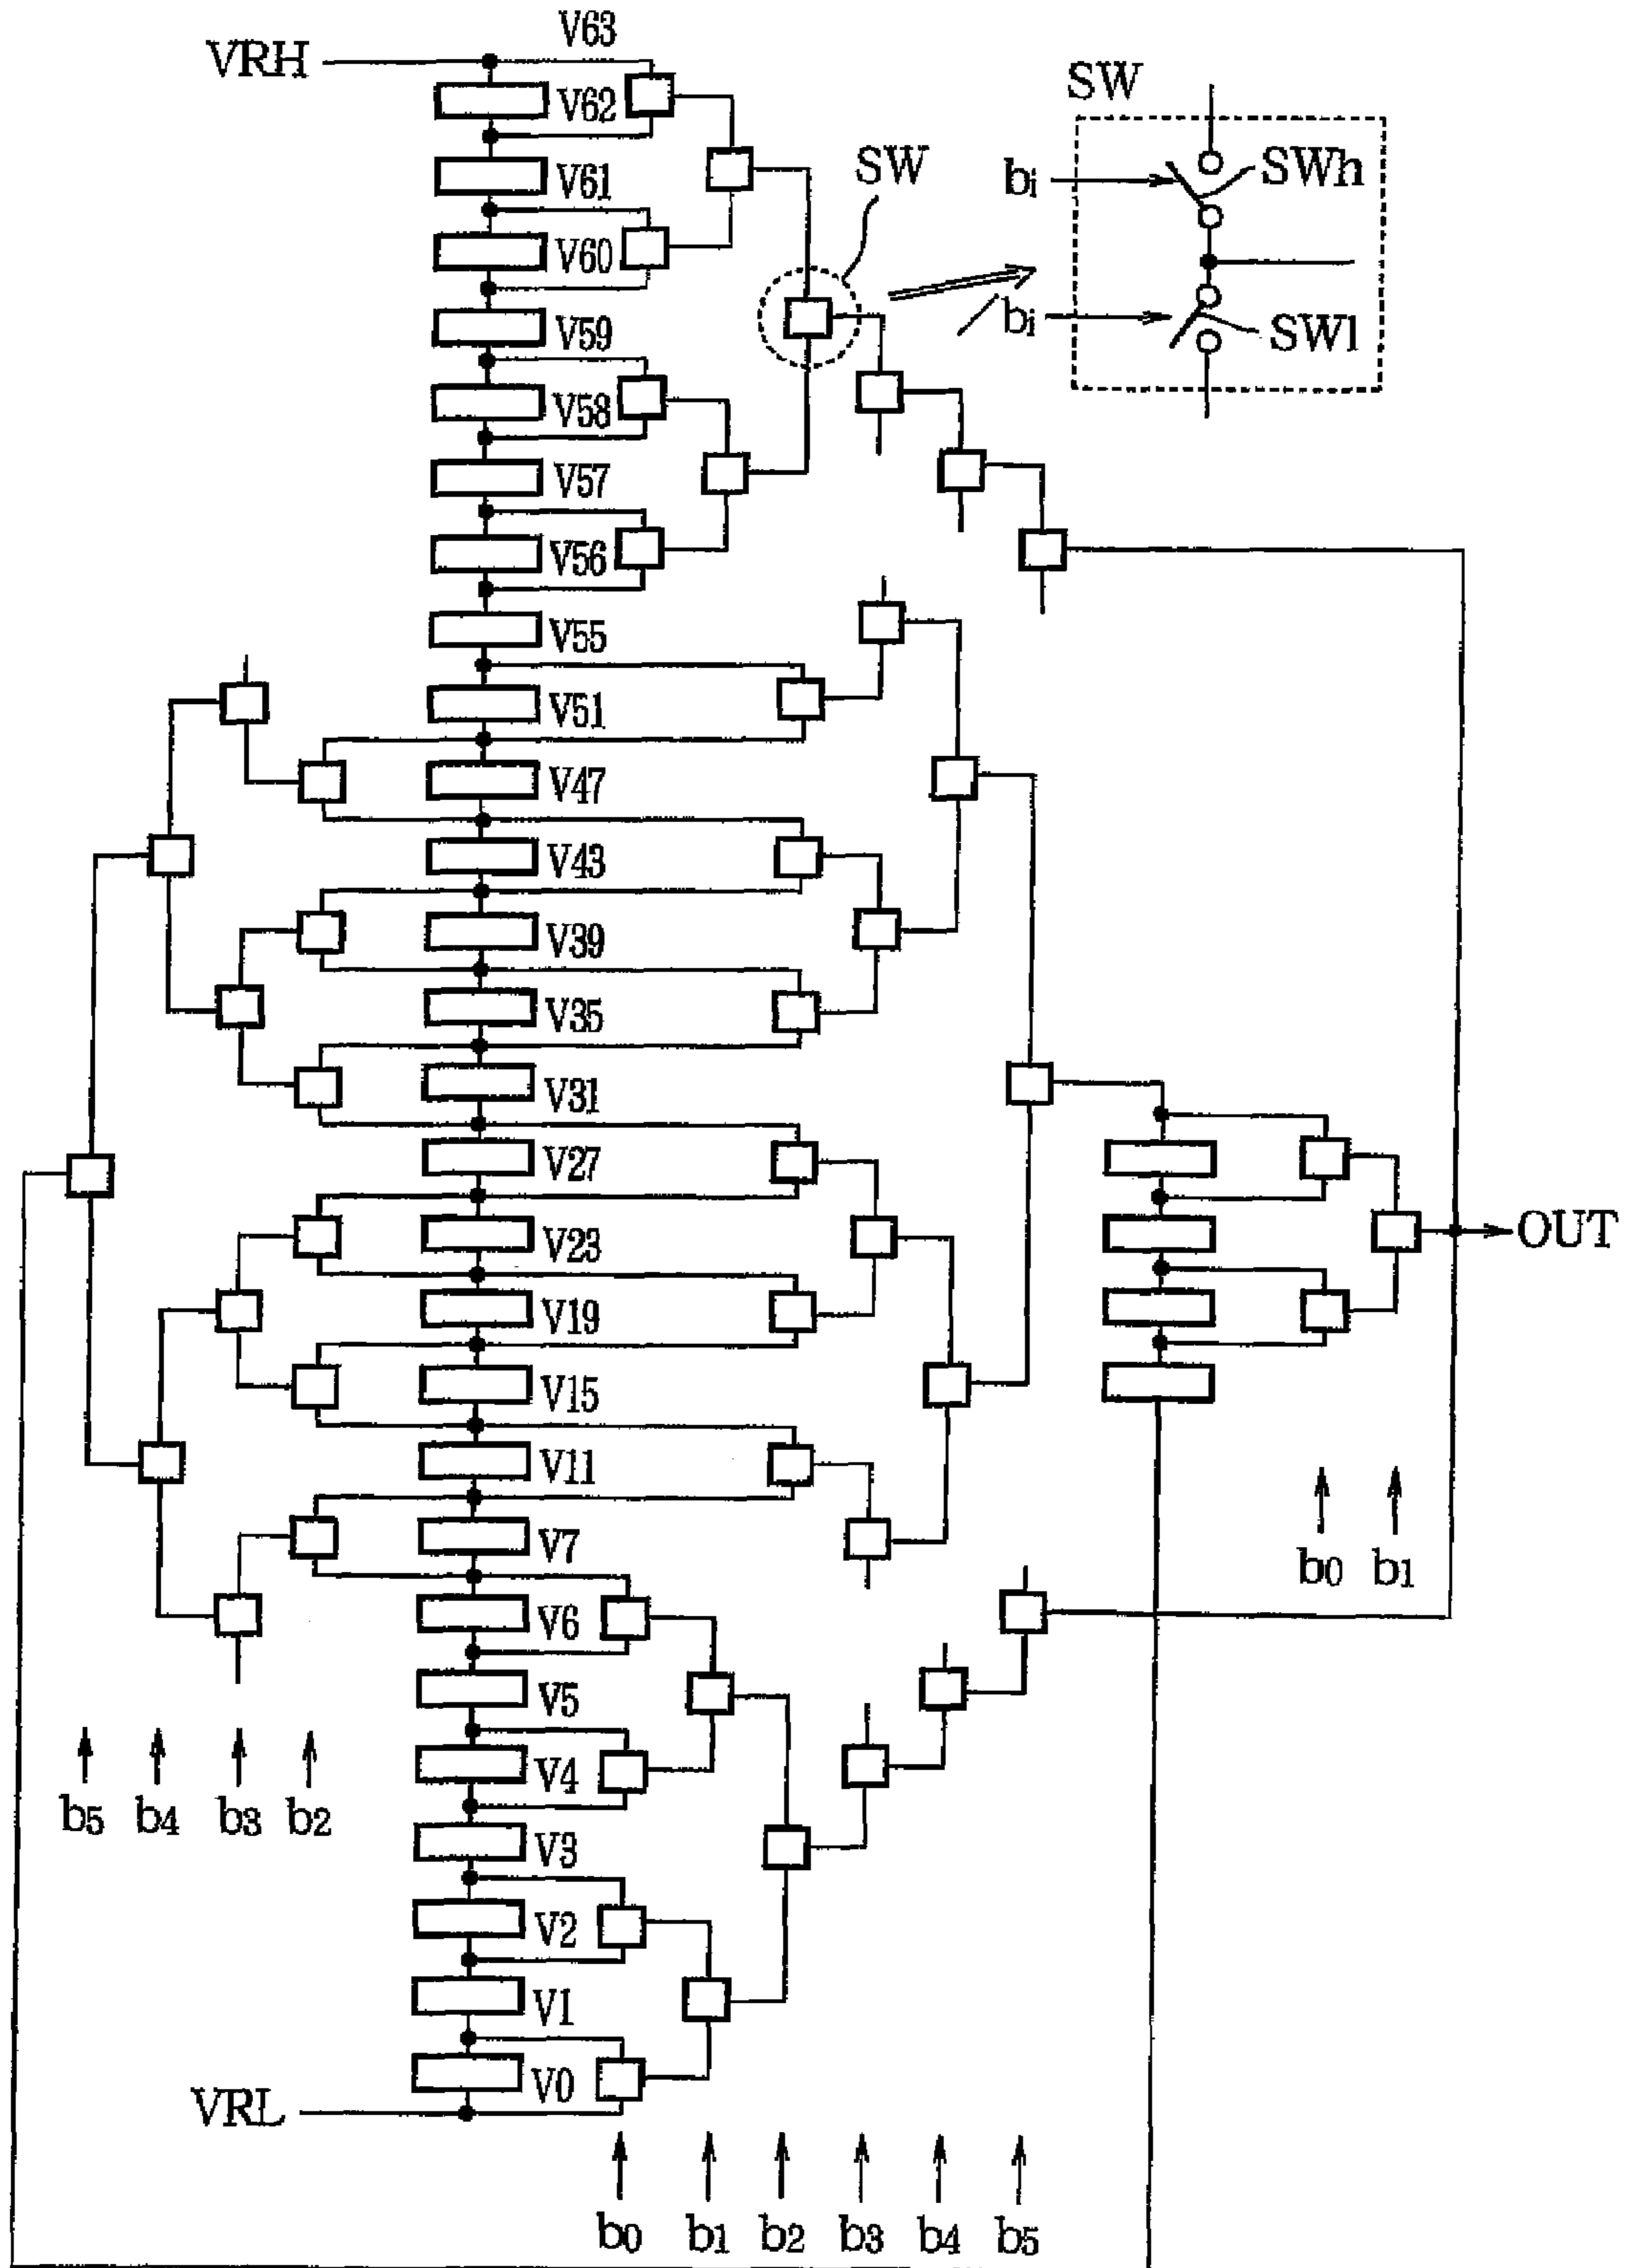 V63
VRH
V62
SW
V61
SW
bi
SWh
V60
/bi
SWl
V59
V58
V57
V56
V55
V51
V47
V43
V39
V35
V31
V27
V23
OUT
V19
V15
V11
V7
b0 b1
V6
V5
V4
b5 b4 b3 b2
V3
V2
V1
V0
VRL
b0 b1 b2 b3 b4 b5